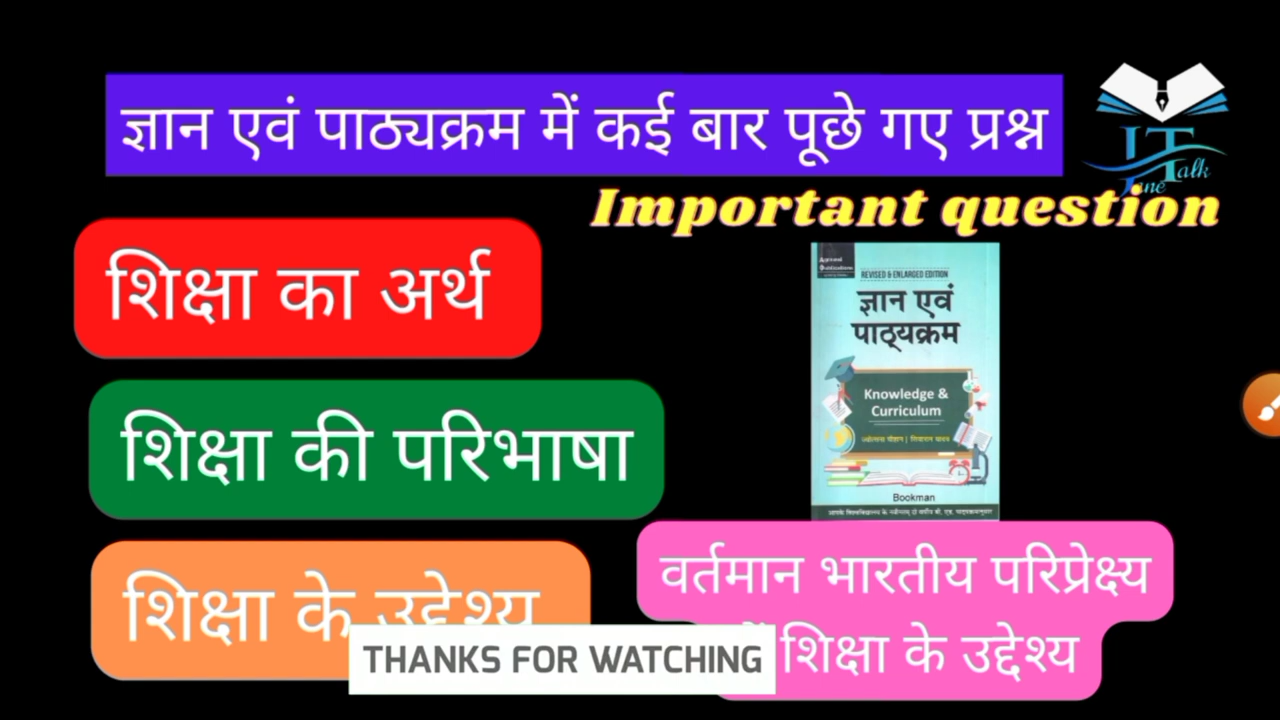 ज्ञान एवं पाठ्यक्रम में कई बार पूछे गए प्रश्न
Important question
शिक्षा का अर्थ
शिक्षा की परिभाषा
शिक्षा के उद्देश्य
वर्तमान भारतीय परिप्रेक्ष्य
शिक्षा के उद्देश्य
THANKS FOR WATCHING
REVISED & ENLARGED EDITION
ज्ञान एवं
पाठ्यक्रम
Knowledge &
Curriculum
Bookman